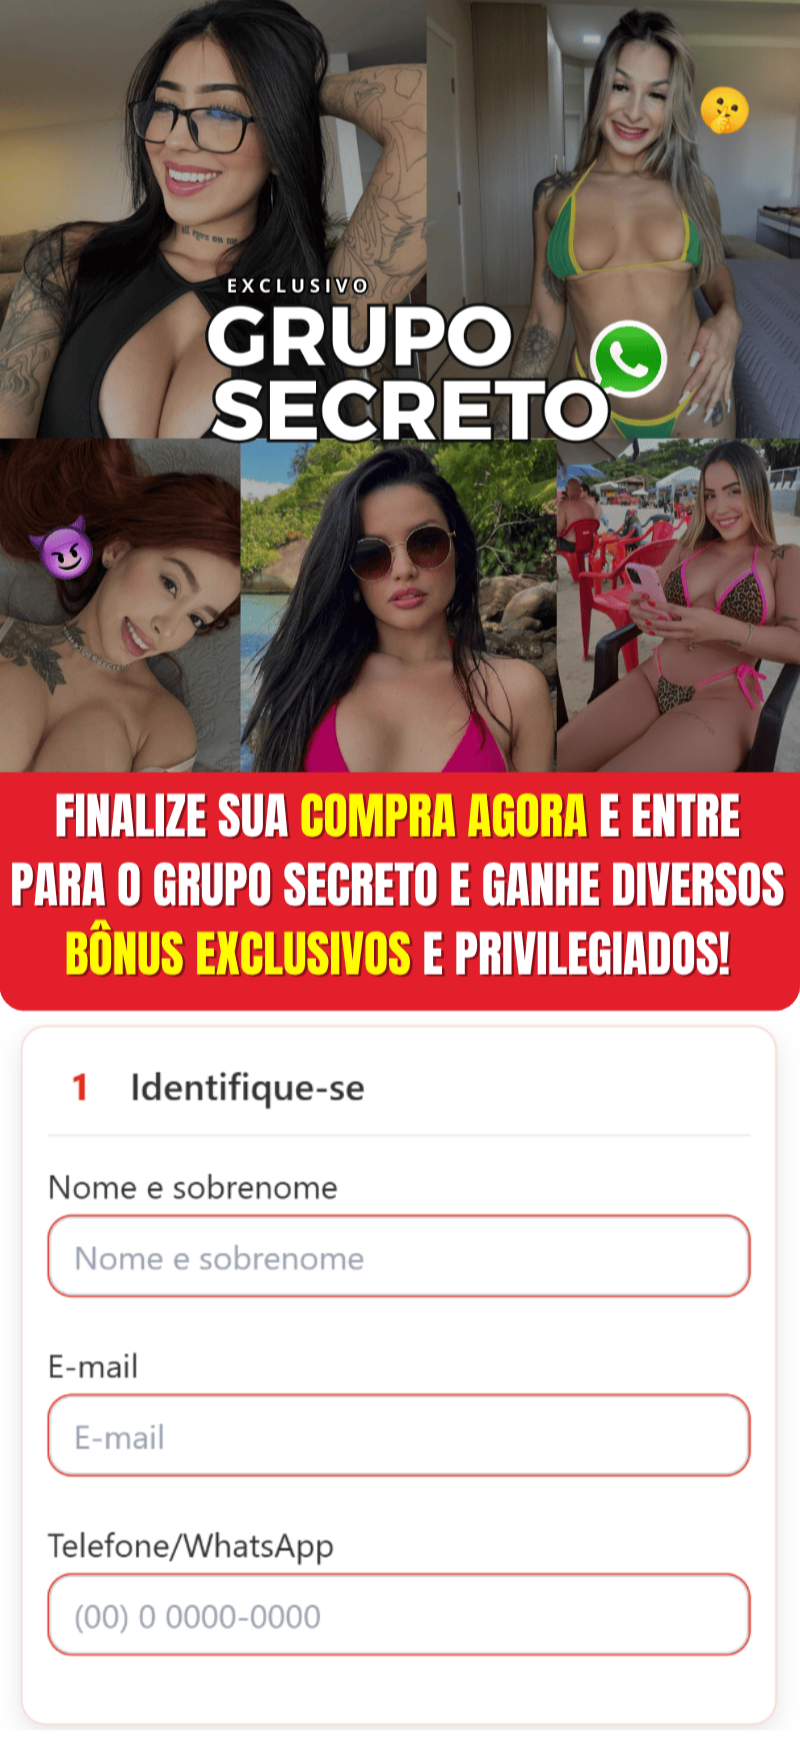 EXCLUSIVO
GRUPO
SECRETO
FINALIZE SUA COMPRA AGORA E ENTRE
PARA O GRUPO SECRETO E GANHE DIVERSOS
BÔNUS EXCLUSIVOS E PRIVILEGIADOS!
1 Identifique-se
Nome e sobrenome
Nome e sobrenome
E-mail
E-mail
Telefone/WhatsApp
(00) 0 0000-0000